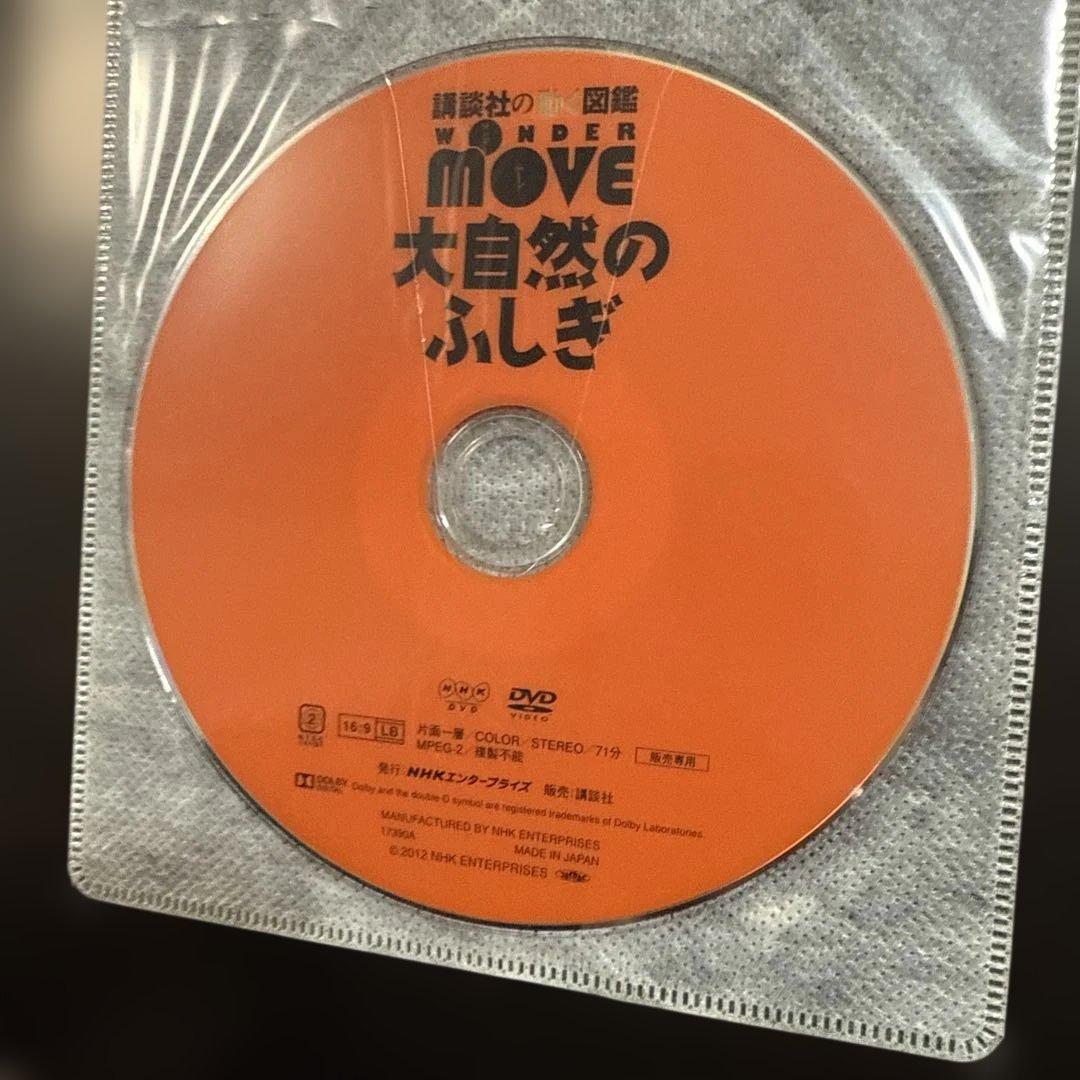 講談社の動く図鑑
WONDER
MOVE
大自然の
ふしぎ
NHK
DVD
DVD
VIDEO
2
NTSC
16:9 LB
片面一層／COLOR／STEREO／71分
MPEG-2／複製不能
販売専用
発行：NHKエンタープライズ 販売：講談社
DOLBY
DIGITAL
Dolby and the double-D symbol are registered trademarks of Dolby Laboratories.
MANUFACTURED BY NHK ENTERPRISES
17390A
MADE IN JAPAN
©2012 NHK ENTERPRISES